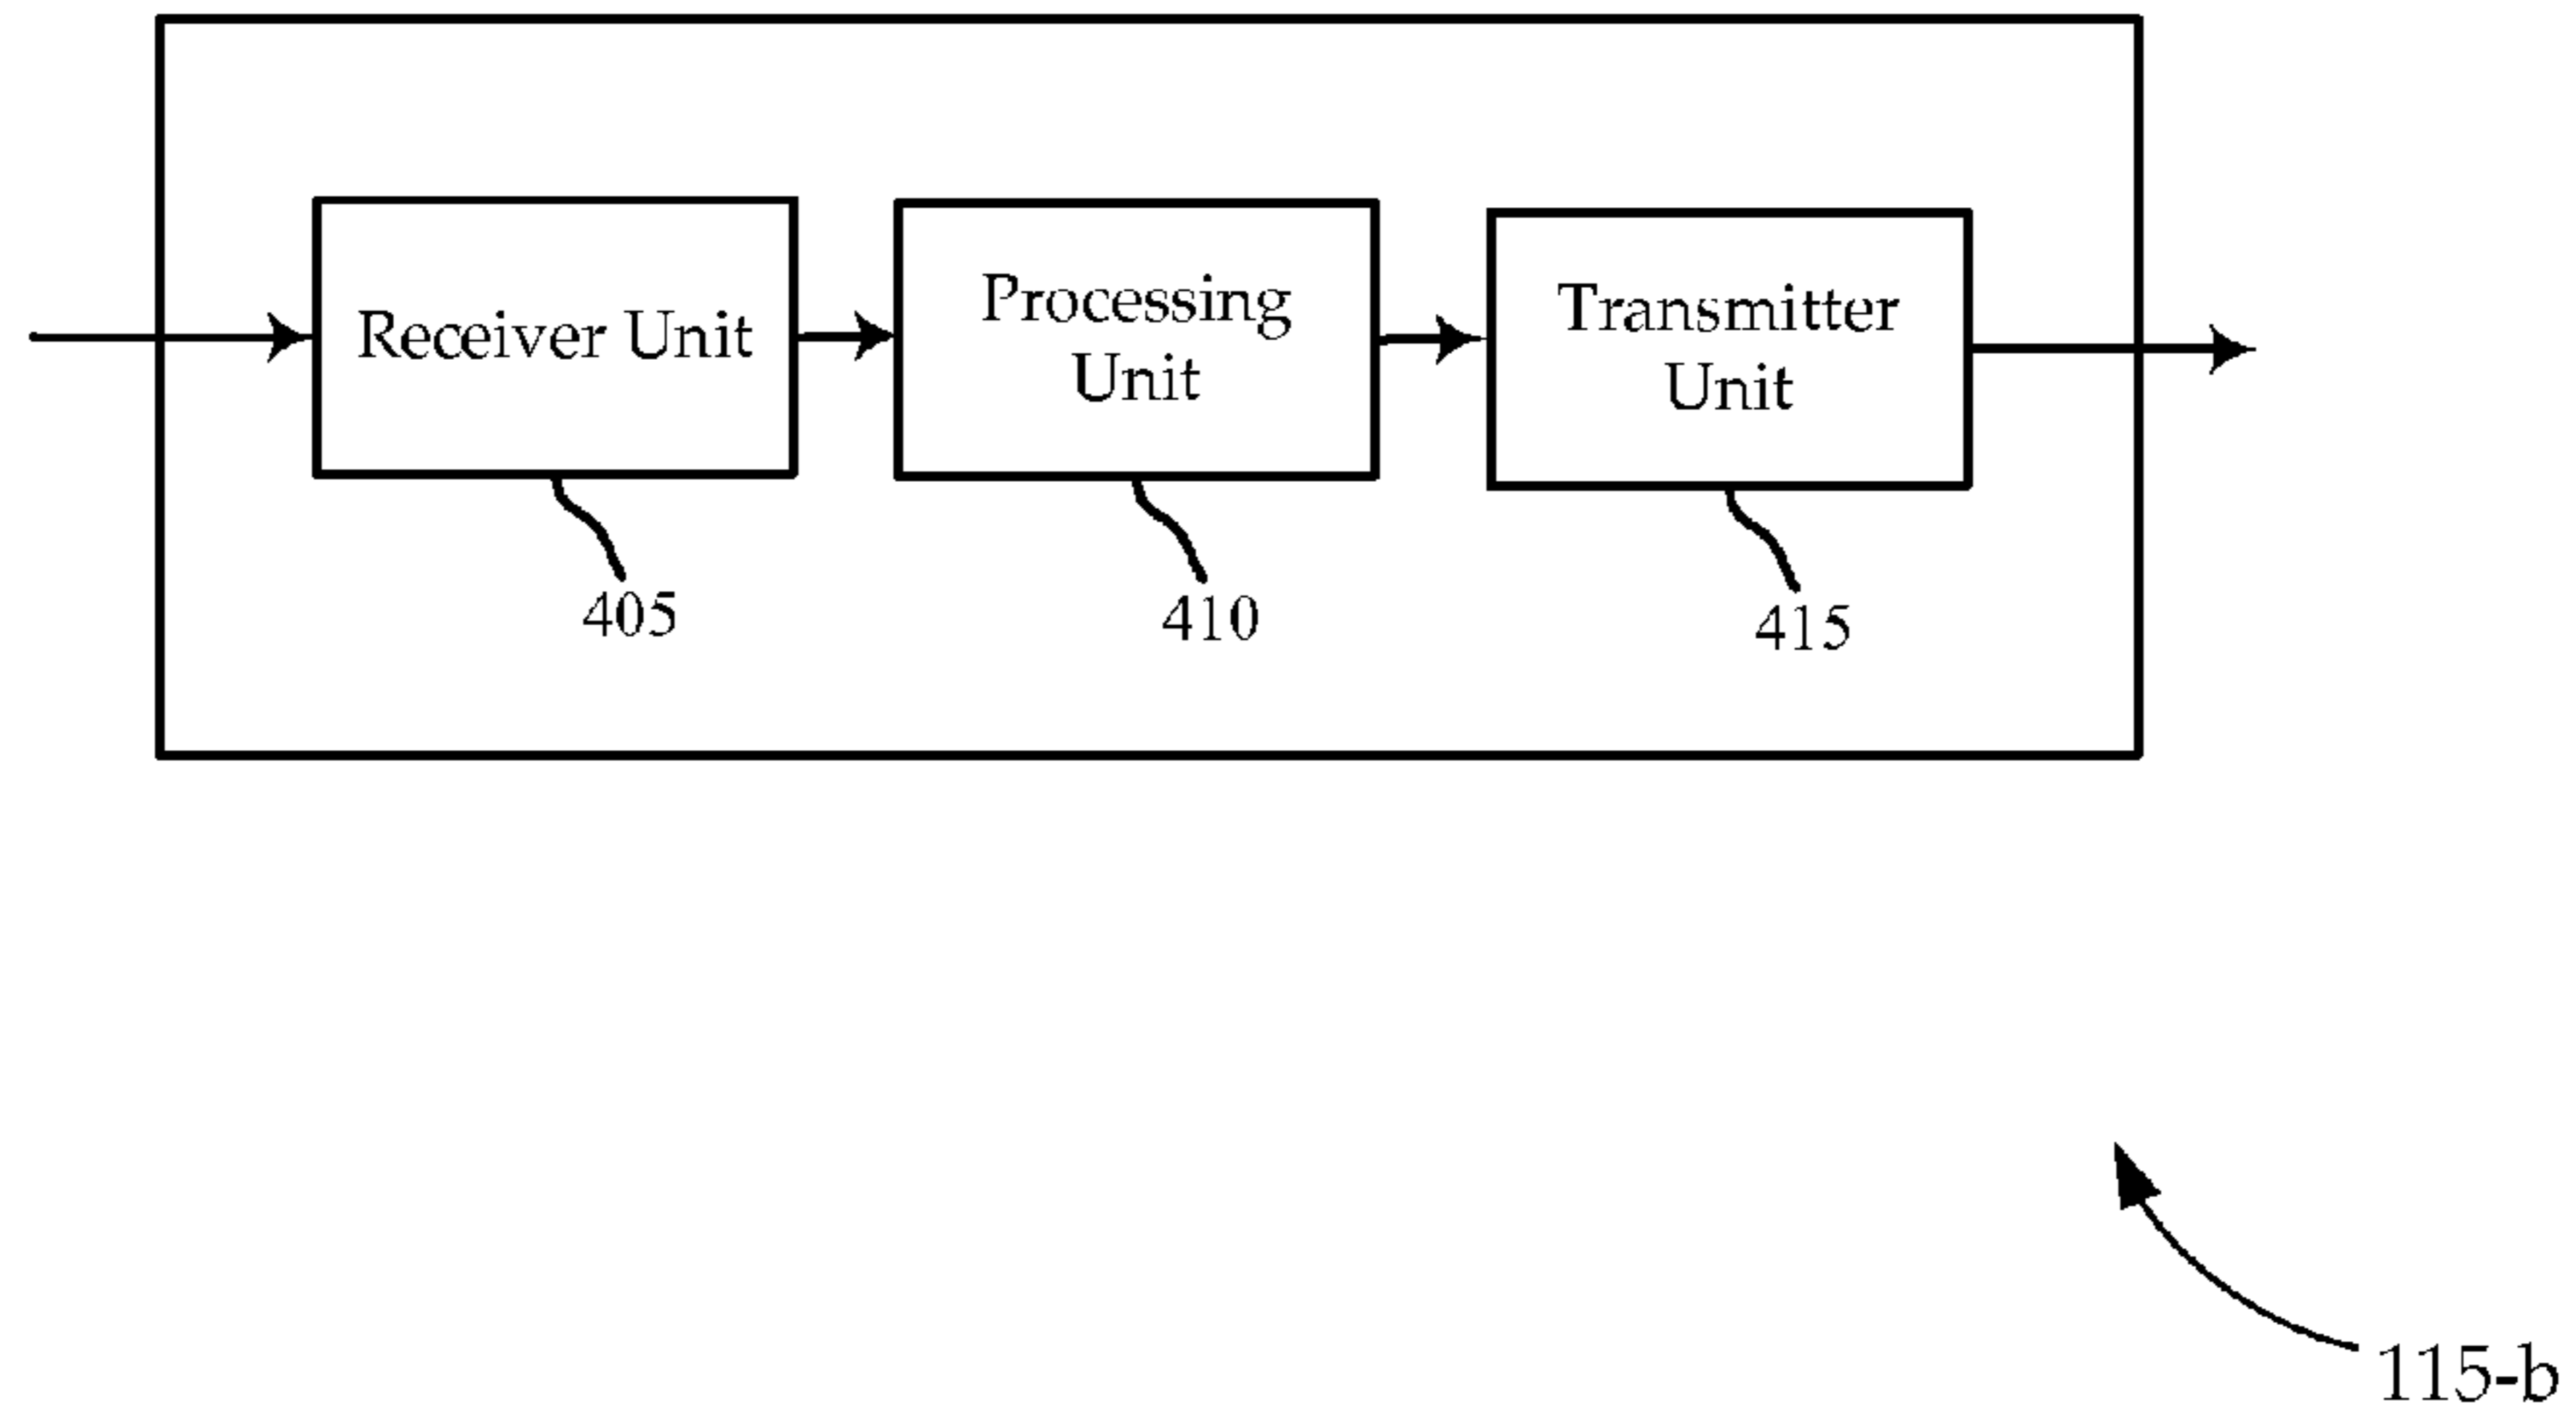 Receiver Unit
Processing
Unit
Transmitter
Unit
405
410
415
115-b